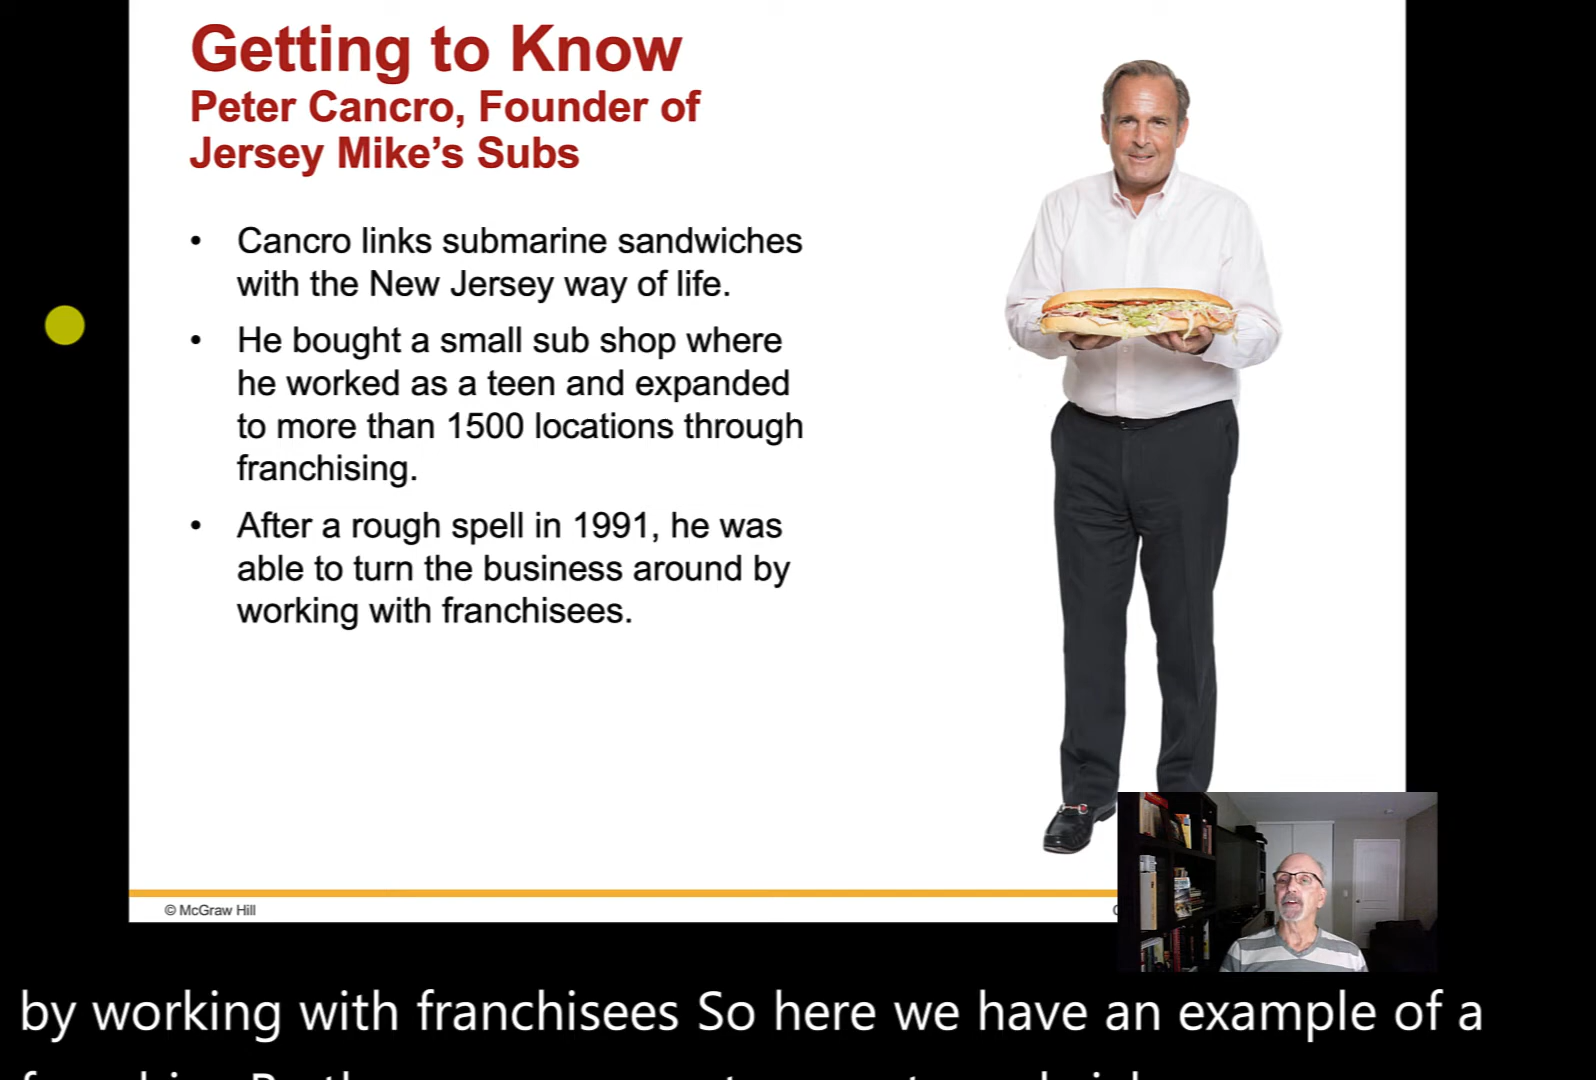 Getting to Know
Peter Cancro, Founder of
Jersey Mike’s Subs
• Cancro links submarine sandwiches
with the New Jersey way of life.
• He bought a small sub shop where
he worked as a teen and expanded
to more than 1500 locations through
franchising.
• After a rough spell in 1991, he was
able to turn the business around by
working with franchisees.
© McGraw Hill
by working with franchisees So here we have an example of a